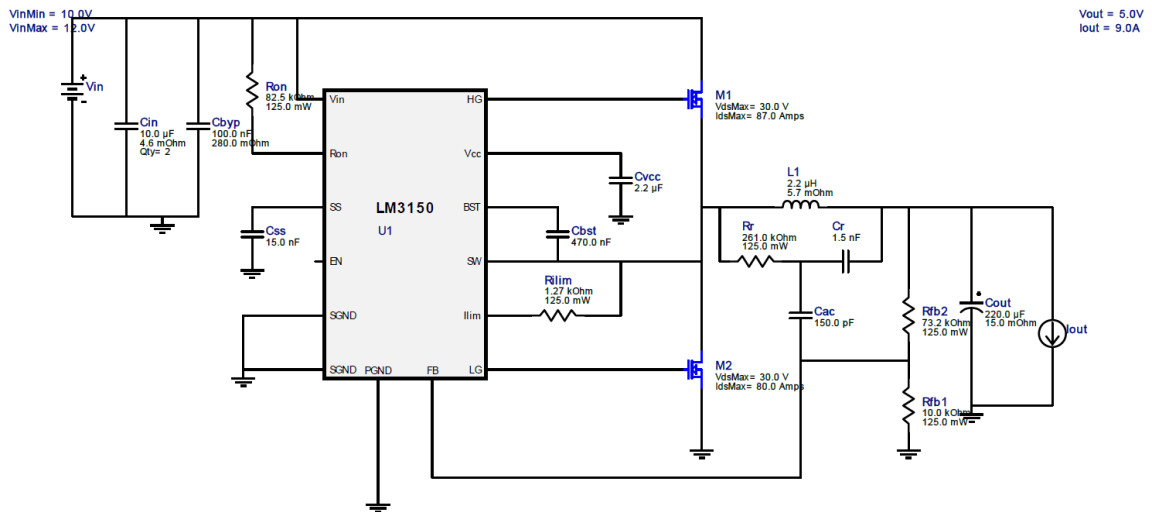 VinMin = 10.0V
VinMax = 12.0V
Vout = 5.0V
Iout = 9.0A
Vin
Cin
10.0 µF
4.6 mOhm
Qty= 2
Cbyp
100.0 nF
280.0 mOhm
Ron
82.5 kOhm
125.0 mW
Css
15.0 nF
Vin
Ron
SS
EN
SGND
SGND
PGND
FB
LM3150
U1
HG
Vcc
BST
SW
Ilim
LG
Cvcc
2.2 µF
Cbst
470.0 nF
Rilim
1.27 kOhm
125.0 mW
M1
VdsMax= 30.0 V
IdsMax= 87.0 Amps
M2
VdsMax= 30.0 V
IdsMax= 80.0 Amps
L1
2.2 µH
5.7 mOhm
Rr
261.0 kOhm
125.0 mW
Cr
1.5 nF
Cac
150.0 pF
Rfb2
73.2 kOhm
125.0 mW
Rfb1
10.0 kOhm
125.0 mW
Cout
220.0 µF
15.0 mOhm
Iout